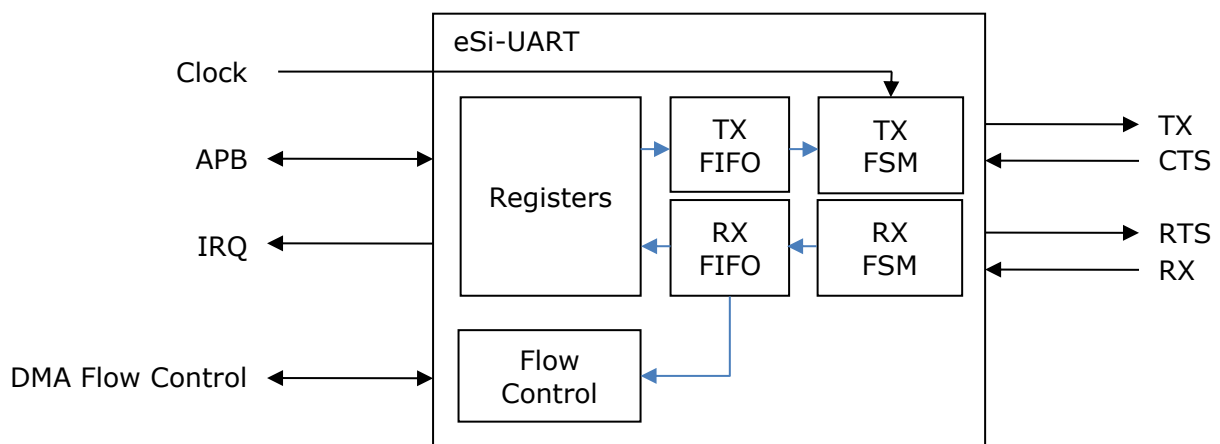 eSi-UART
Clock
APB
IRQ
DMA Flow Control
Registers
TX
FIFO
TX
FSM
RX
FIFO
RX
FSM
Flow
Control
TX
CTS
RTS
RX